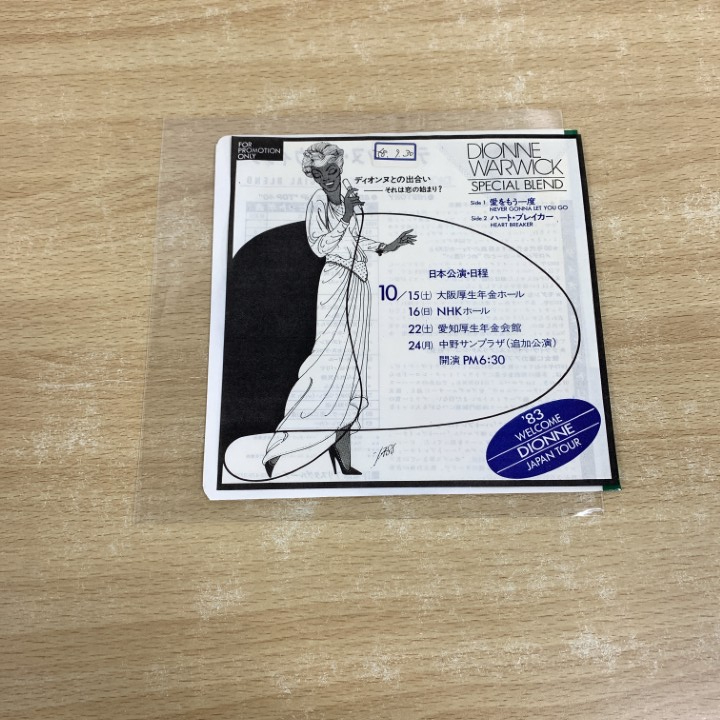 FOR
PROMOTION
ONLY
ディオンヌとの出合い
――それは恋の始まり?
DIONNE
WARWICK
SPECIAL BLEND
Side 1 愛をもう一度
NEVER GONNA LET YOU GO
Side 2 ハート・ブレイカー
HEART BREAKER
日本公演・日程
10/15(土) 大阪厚生年金ホール
16(日) NHKホール
22(土) 愛知厚生年金会館
24(月) 中野サンプラザ(追加公演)
開演 PM6:30
'83
WELCOME
DIONNE
JAPAN TOUR